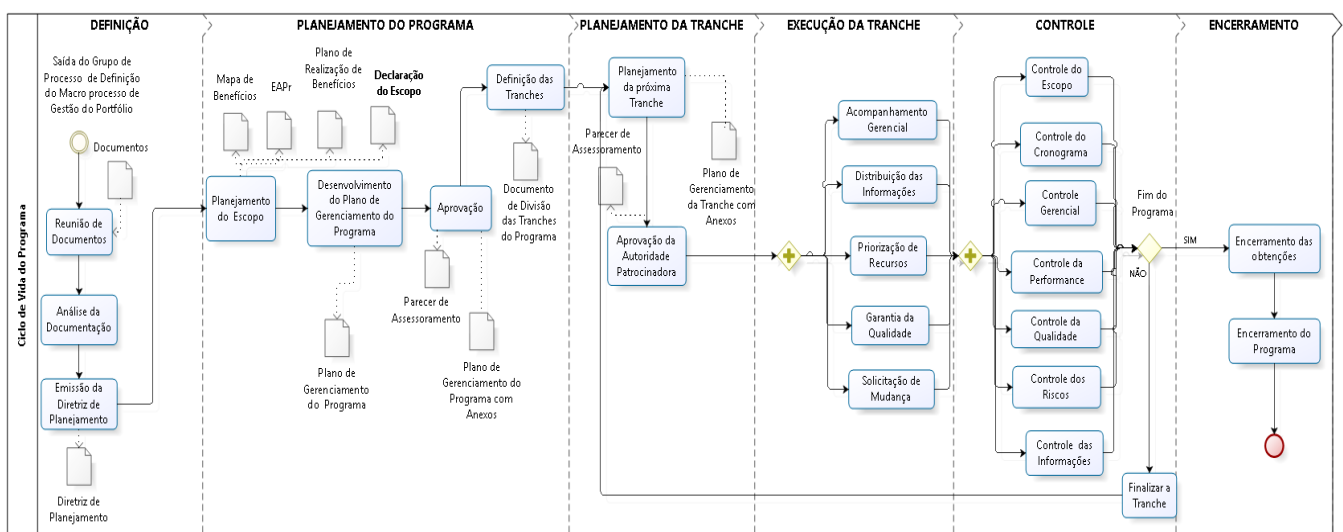 DEFINIÇÃO
PLANEJAMENTO DO PROGRAMA
PLANEJAMENTO DA TRANCHE
EXECUÇÃO DA TRANCHE
CONTROLE
ENCERRAMENTO
Ciclo de Vida do Programa
Saída do Grupo de
Processo de Definição
do Macro processo de
Gestão do Portfólio
Documentos
Reunião de
Documentos
Análise da
Documentação
Emissão da
Diretriz de
Planejamento
Diretriz de
Planejamento
Mapa de
Benefícios
EAPr
Plano de
Realização de
Benefícios
Declaração
do Escopo
Planejamento
do Escopo
Desenvolvimento
do Plano de
Gerenciamento do
Programa
Plano de
Gerenciamento
do Programa
Aprovação
Parecer de
Assessoramento
Plano de
Gerenciamento do
Programa com
Anexos
Definição das
Tranches
Documento
de Divisão
das Tranches
do Programa
Planejamento
da próxima
Tranche
Parecer de
Assessoramento
Plano de
Gerenciamento
da Tranche com
Anexos
Aprovação da
Autoridade
Patrocinadora
Acompanhamento
Gerencial
Distribuição das
Informações
Priorização de
Recursos
Garantia da
Qualidade
Solicitação de
Mudança
Controle do
Escopo
Controle do
Cronograma
Controle
Gerencial
Controle da
Performance
Controle da
Qualidade
Controle dos
Riscos
Controle das
Informações
Fim do
Programa
SIM
NÃO
Finalizar a
Tranche
Encerramento das
obtenções
Encerramento do
Programa